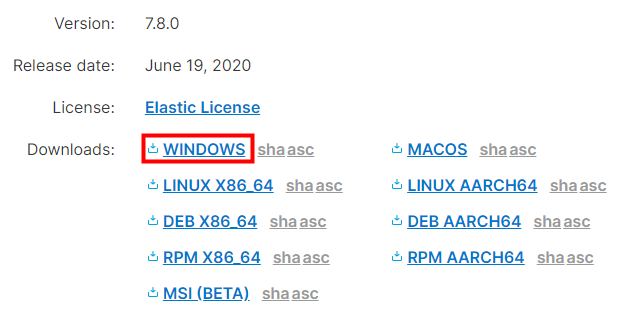 Version: 7.8.0
Release date: June 19, 2020
License: Elastic License
Downloads: WINDOWS sha asc MACOS sha asc
LINUX X86_64 sha asc LINUX AARCH64 sha asc
DEB X86_64 sha asc DEB AARCH64 sha asc
RPM X86_64 sha asc RPM AARCH64 sha asc
MSI (BETA) sha asc